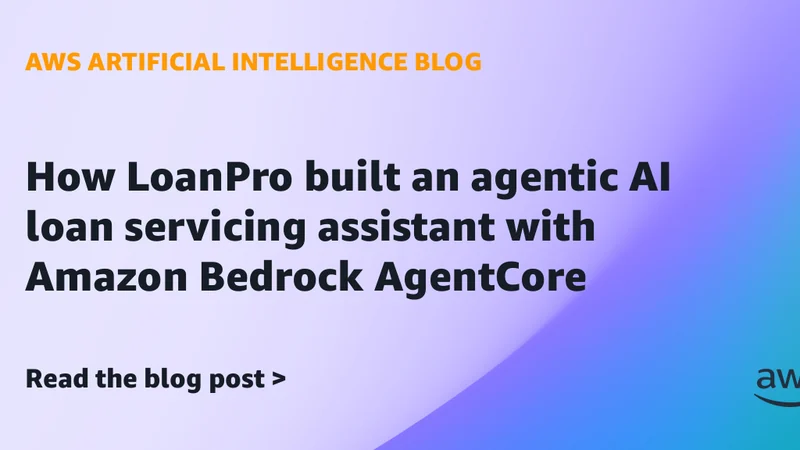 AWS ARTIFICIAL INTELLIGENCE BLOG
How LoanPro built an agentic AI
loan servicing assistant with
Amazon Bedrock AgentCore
Read the blog post >
aw